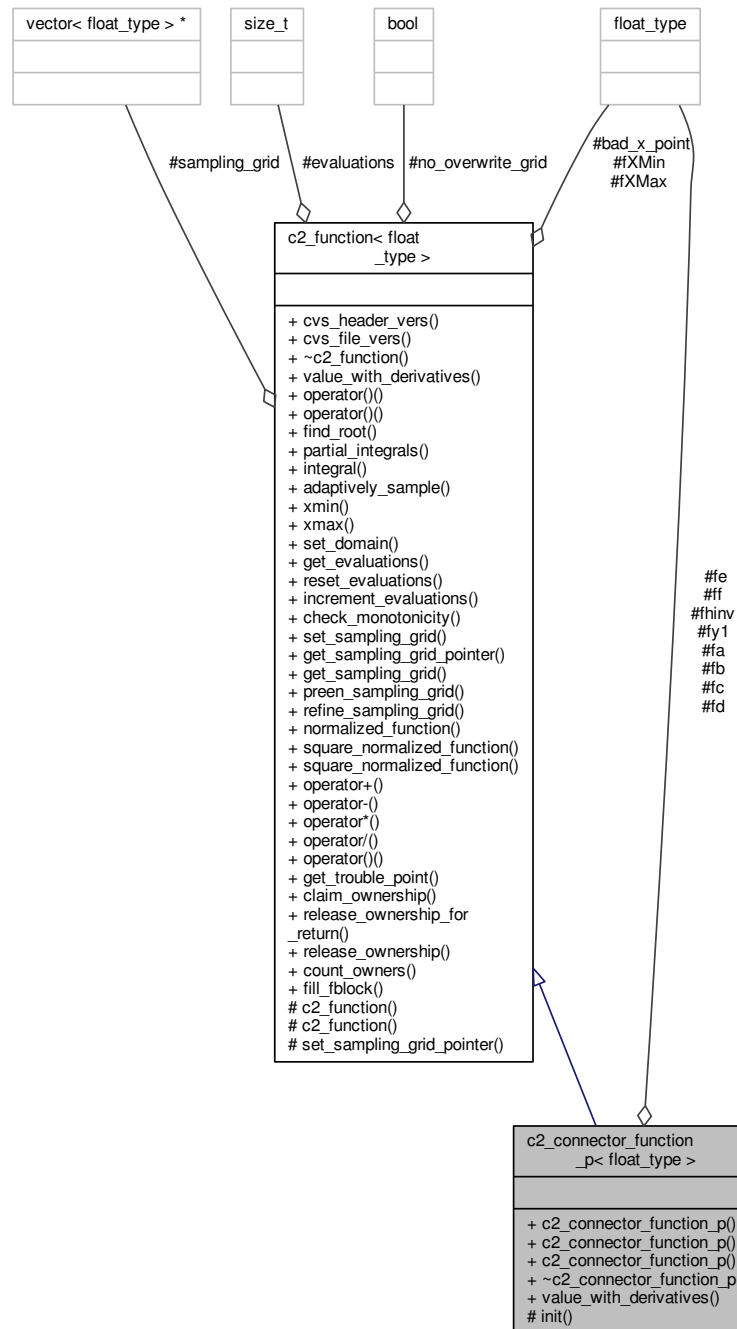 vector< float_type > *
size_t
bool
float_type
#sampling_grid
#evaluations
#no_overwrite_grid
#bad_x_point
#fXMin
#fXMax
c2_function< float
_type >
+ cvs_header_vers()
+ cvs_file_vers()
+ ~c2_function()
+ value_with_derivatives()
+ operator()()
+ operator()()
+ find_root()
+ partial_integrals()
+ integral()
+ adaptively_sample()
+ xmin()
+ xmax()
+ set_domain()
+ get_evaluations()
+ reset_evaluations()
+ increment_evaluations()
+ check_monotonicity()
+ set_sampling_grid()
+ get_sampling_grid_pointer()
+ get_sampling_grid()
+ preen_sampling_grid()
+ refine_sampling_grid()
+ normalized_function()
+ square_normalized_function()
+ square_normalized_function()
+ operator+()
+ operator-()
+ operator*()
+ operator/()
+ operator()()
+ get_trouble_point()
+ claim_ownership()
+ release_ownership_for
_return()
+ release_ownership()
+ count_owners()
+ fill_fblock()
# c2_function()
# c2_function()
# set_sampling_grid_pointer()
#fe
#ff
#fhinv
#fy1
#fa
#fb
#fc
#fd
c2_connector_function
_p< float_type >
+ c2_connector_function_p()
+ c2_connector_function_p()
+ c2_connector_function_p()
+ ~c2_connector_function_p
+ value_with_derivatives()
# init()